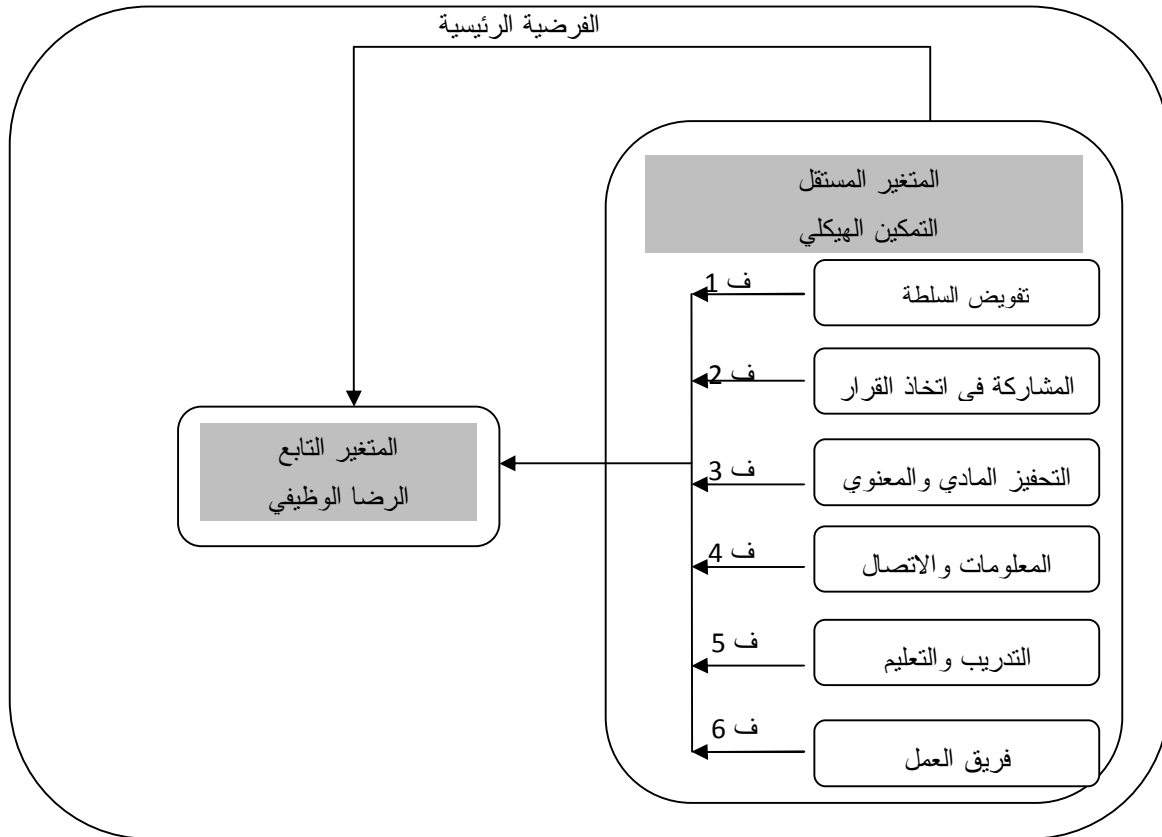 الفرضية الرئيسية
المتغير المستقل
التمكين الهيكلي
ف 1
تفويض السلطة
ف 2
المشاركة في اتخاذ القرار
ف 3
التحفيز المادي والمعنوي
ف 4
المعلومات والاتصال
ف 5
التدريب والتعليم
ف 6
فريق العمل
المتغير التابع
الرضا الوظيفي